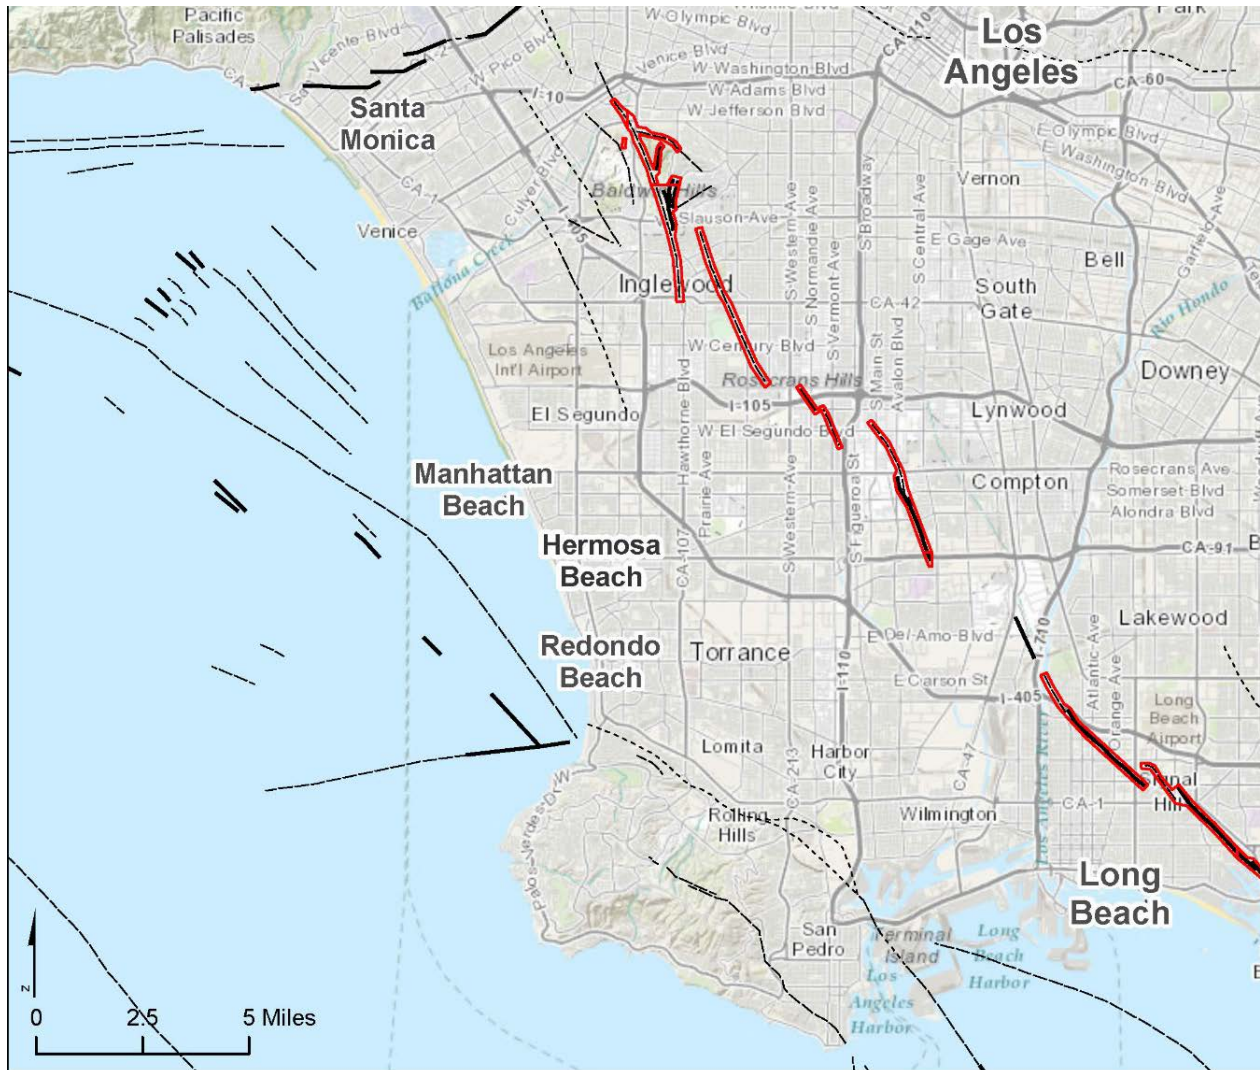 Pacific
Palisades
W Olympic Blvd
CA-110
Los
Angeles
Park
Vicente-Blvd
W Pico Blvd
Venice Blvd
W Washington Blvd
CA-60
I-10
W Adams Blvd
W Jefferson Blvd
Santa
Monica
E Olympic Blvd
E Washington Blvd
CA-1
Culver Blvd
Vernon
Venice
I-405
Slauson-Ave
S-Western-Ave
S Normandie Ave
S-Vermont Ave
S Broadway
S Central Ave
Garfield-Ave
E Gage Ave
Bell
Ballona Creek
Inglewood
CA-42
South
Gate
Rio Hondo
Los Angeles
Int'l Airport
W Century Blvd
S Main St
Avalon Blvd
Downey
Rosecrans Hills
El Segundo
Hawthorne Blvd
I-105
Lynwood
W El Segundo Blvd
Manhattan
Beach
Prairie Ave
Compton
Rosecrans Ave
Somerset-Blvd
Alondra Blvd
Hermosa
Beach
CA-107
S-Western-Ave
S Figueroa St
CA-91
Lakewood
Redondo
Beach
Torrance
E Del-Amo-Blvd
I-710
I-110
E Carson St
I-405
Atlantic-Ave
Orange Ave
Long
Beach
Airport
Lomita
Harbor
City
CA-47
Los Angeles River
CA-213
Signal
Hill
CA-1
Palos-Verdes-Dr-W
Rolling
Hills
Wilmington
Long
Beach
San
Pedro
Terminal
Island
Long
Beach
Harbor
Los
Angeles
Harbor
N
0 2.5 5 Miles